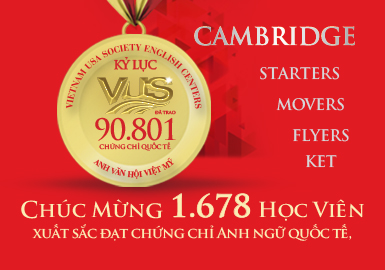 VIETNAM USA SOCIETY ENGLISH CENTERS
KỶ LỤC
VUS
ĐÃ TRAO
90.801
CHỨNG CHỈ QUỐC TẾ
ANH VĂN HỘI VIỆT MỸ
CAMBRIDGE
STARTERS
MOVERS
FLYERS
KET
CHÚC MỪNG 1.678 HỌC VIÊN
XUẤT SẮC ĐẠT CHỨNG CHỈ ANH NGỮ QUỐC TẾ,